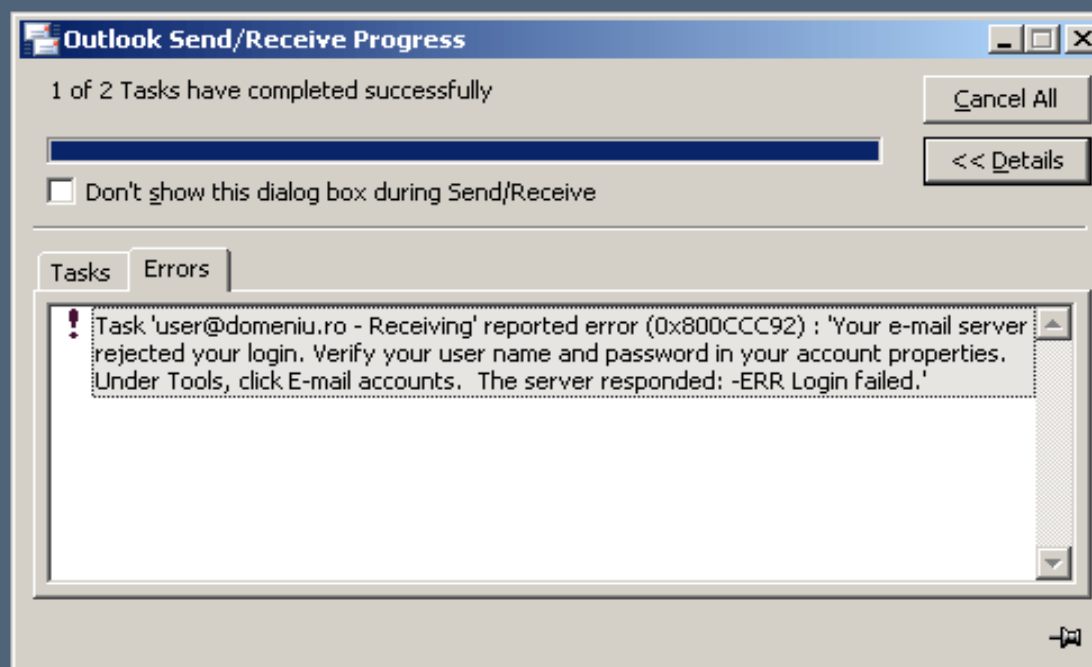 Outlook Send/Receive Progress
1 of 2 Tasks have completed successfully
Cancel All
<< Details
Don't show this dialog box during Send/Receive
Tasks
Errors
Task 'user@domeniu.ro - Receiving' reported error (0x800CCC92) : 'Your e-mail server
rejected your login. Verify your user name and password in your account properties.
Under Tools, click E-mail accounts.  The server responded: -ERR Login failed.'